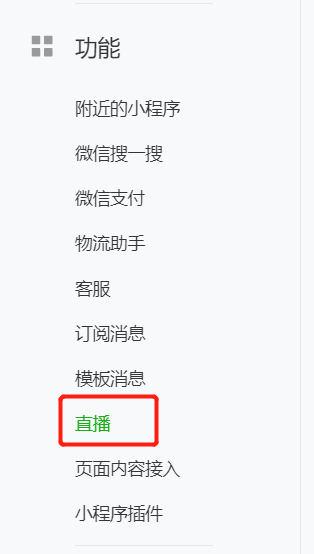 功能
附近的小程序
微信搜一搜
微信支付
物流助手
客服
订阅消息
模板消息
直播
页面内容接入
小程序插件